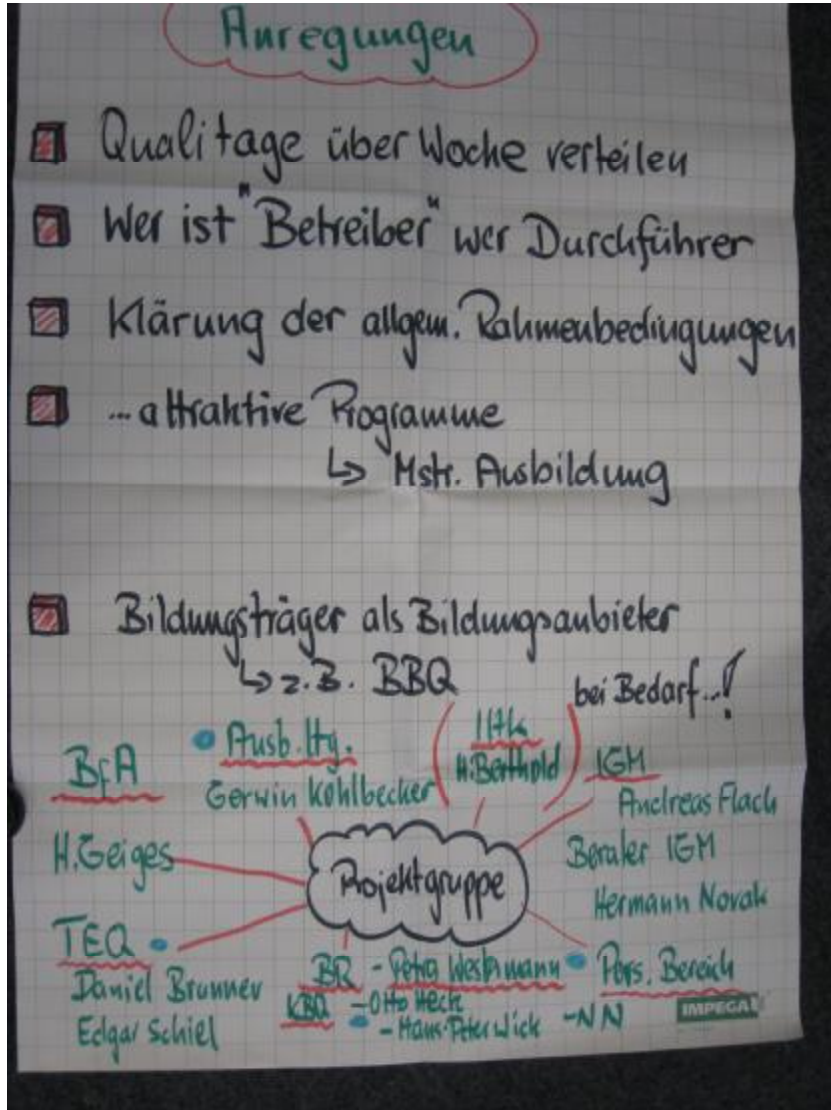 Anregungen
Qualitage über Woche verteilen
Wer ist "Betreiber" wer Durchführer
Klärung der allgem. Rahmenbedingungen
...attraktive Programme
↳ Mstr. Ausbildung
Bildungsträger als Bildungsanbieter
↳ z.B. BBQ
bei Bedarf...!
BfA
H. Geiges
Ausb. ltg.
Gerwin Kohlbecker
(IHK
H. Berthold)
IGM
Andreas Flach
Berater IGM
Hermann Novak
Projektgruppe
TEQ
Daniel Brunner
Edgar Schiel
BR - Petra Westermann
KBQ - Otto Heck
- Hans-Peter Wick
Pers. Bereich
- NN
IMPEGA